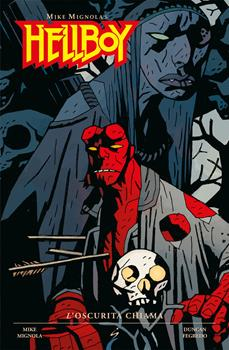 MIKE MIGNOLA'S
HELLBOY
L'OSCURITÀ CHIAMA
MIKE
MIGNOLA
DUNCAN
FEGREDO